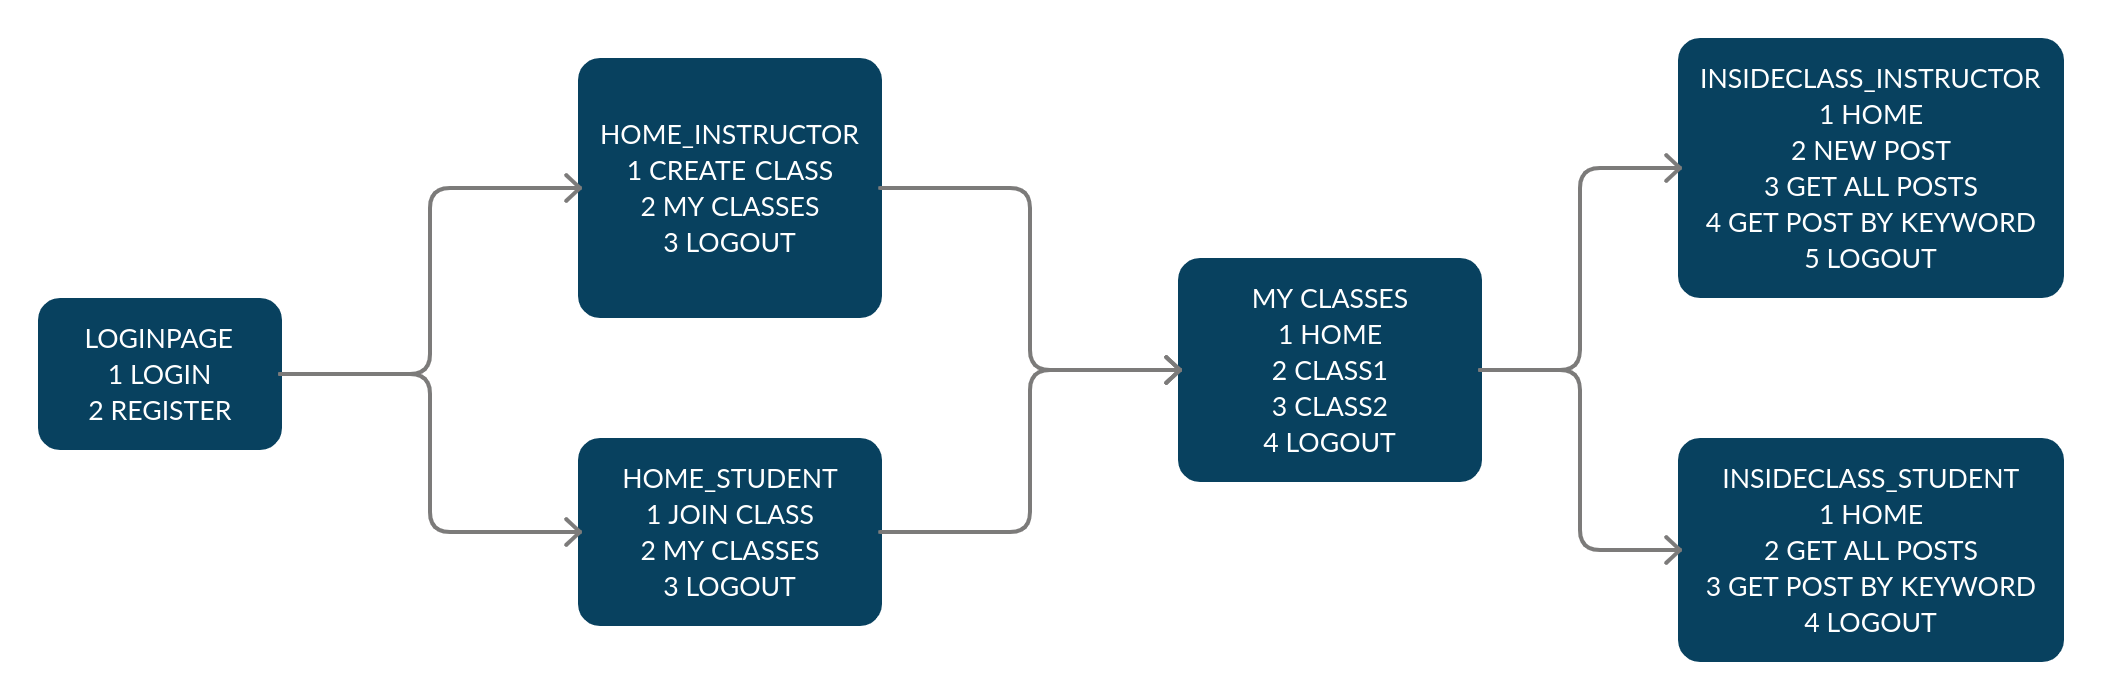 LOGINPAGE
1 LOGIN
2 REGISTER
HOME_INSTRUCTOR
1 CREATE CLASS
2 MY CLASSES
3 LOGOUT
HOME_STUDENT
1 JOIN CLASS
2 MY CLASSES
3 LOGOUT
MY CLASSES
1 HOME
2 CLASS1
3 CLASS2
4 LOGOUT
INSIDECLASS_INSTRUCTOR
1 HOME
2 NEW POST
3 GET ALL POSTS
4 GET POST BY KEYWORD
5 LOGOUT
INSIDECLASS_STUDENT
1 HOME
2 GET ALL POSTS
3 GET POST BY KEYWORD
4 LOGOUT